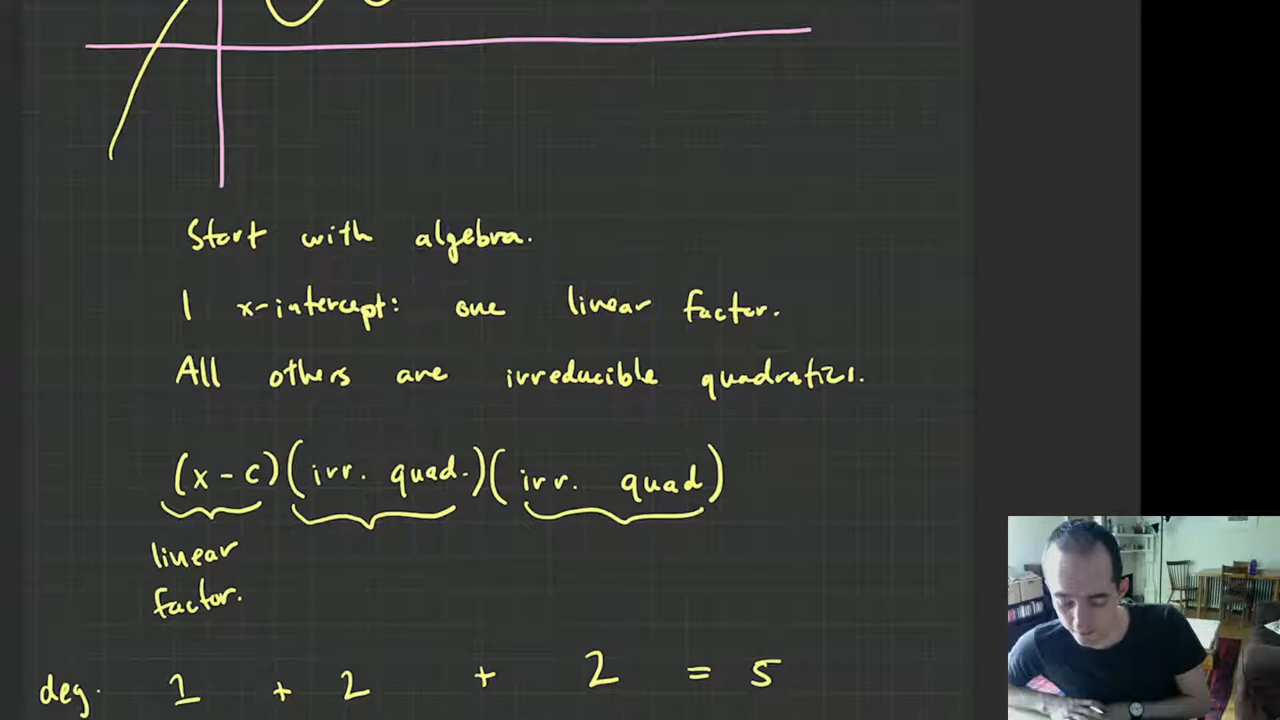 Start with algebra.
1 x-intercept: one linear factor.
All others are irreducible quadratics.
(x - c)(irr. quad.)(irr. quad)
linear
factor.
deg. 1 + 2 + 2 = 5